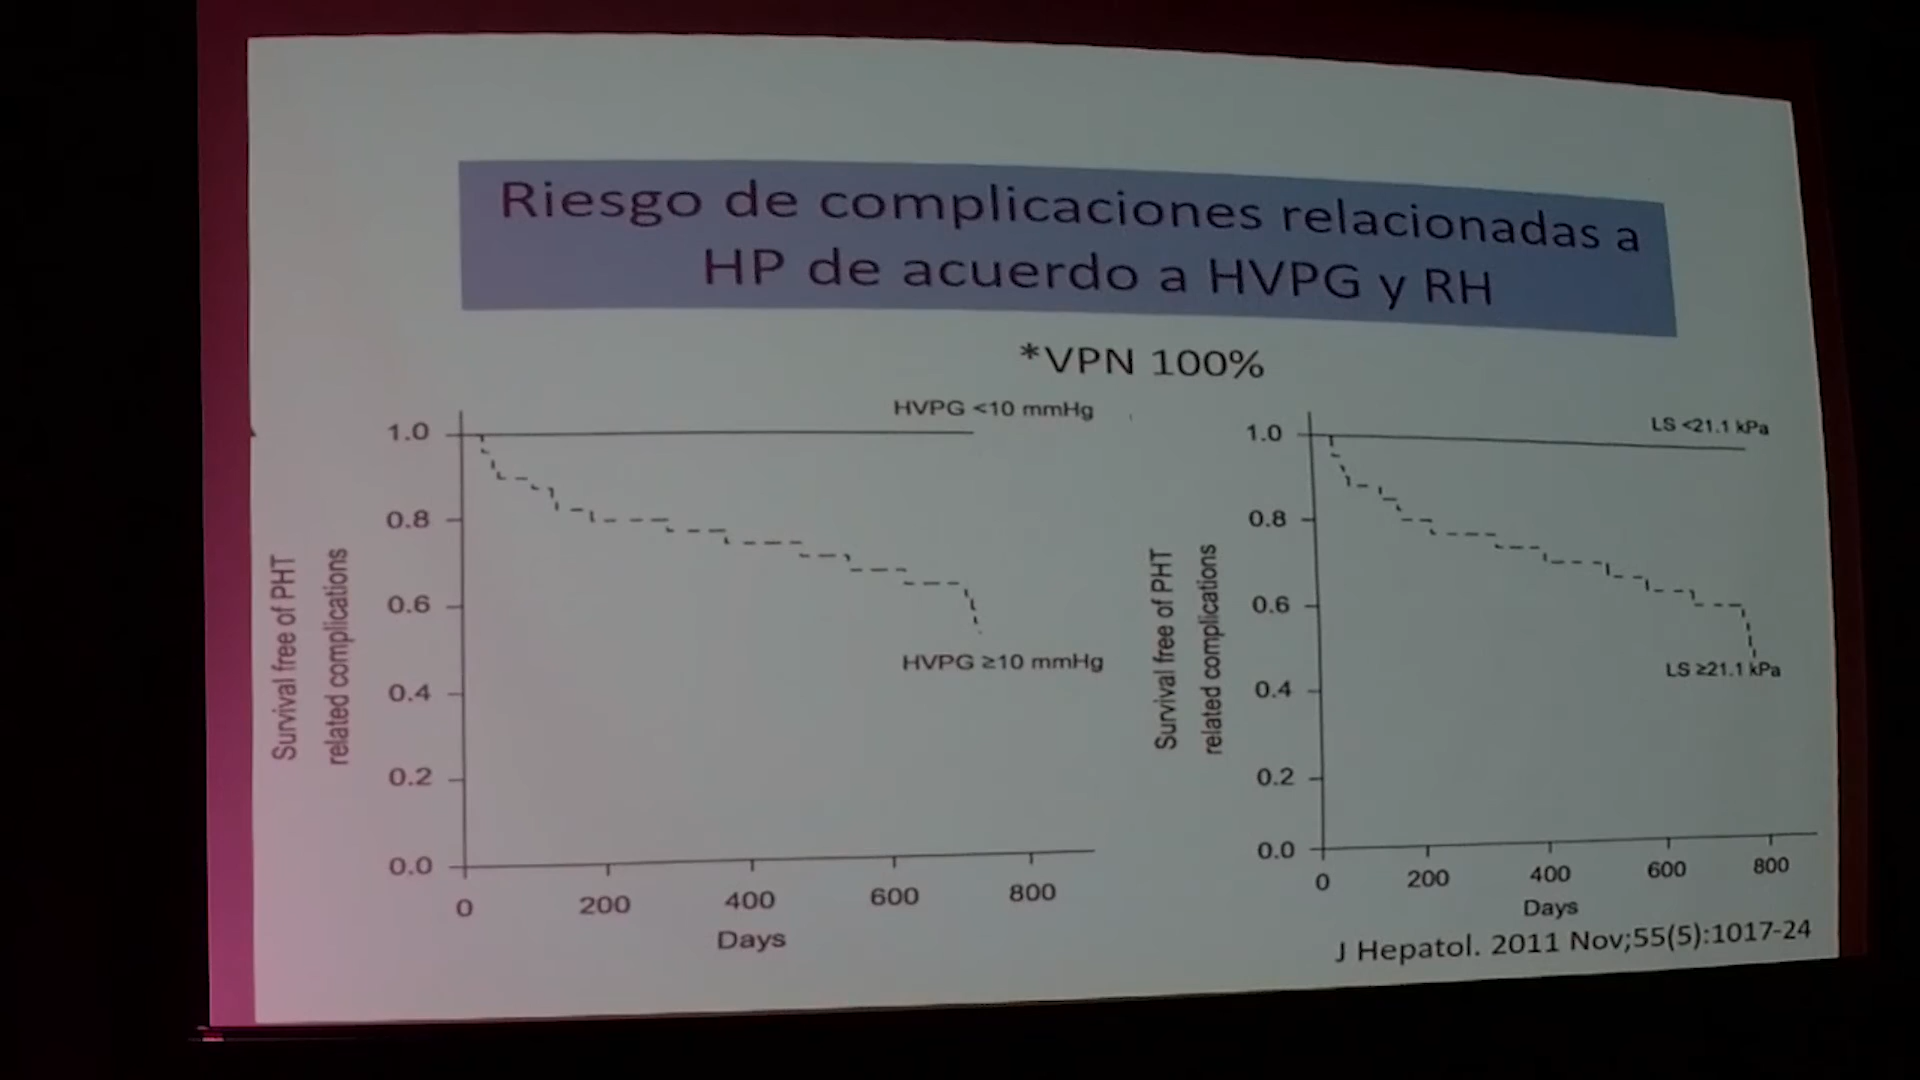 Riesgo de complicaciones relacionadas a
HP de acuerdo a HVPG y RH
*VPN 100%
HVPG <10 mmHg
1.0
0.8
0.6
0.4
0.2
0.0
Survival free of PHT
related complications
HVPG ≥10 mmHg
0
200
400
600
800
Days
LS <21.1 kPa
1.0
0.8
0.6
0.4
0.2
0.0
Survival free of PHT
related complications
LS ≥21.1 kPa
0
200
400
600
800
Days
J Hepatol. 2011 Nov;55(5):1017-24